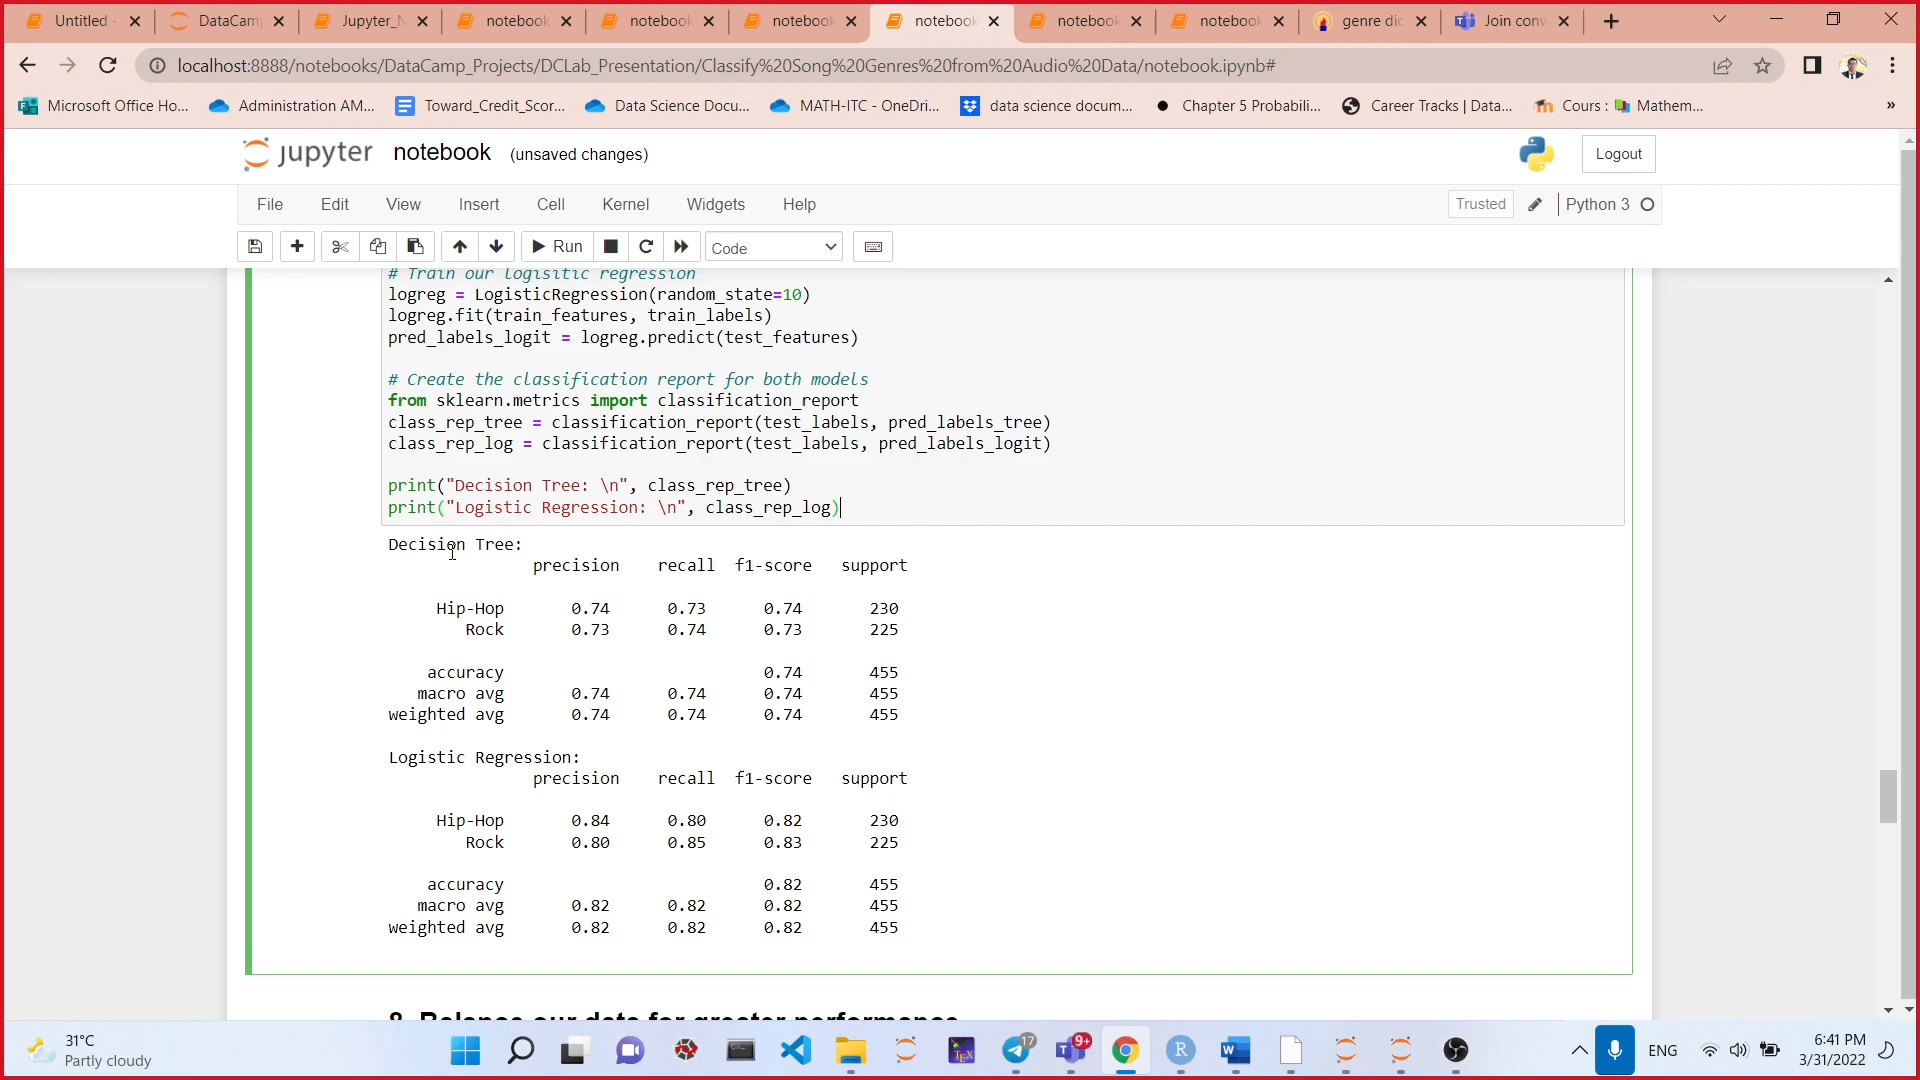 Untitled
DataCam
Jupyter_N
notebook
notebook
notebook
notebook
notebook
notebook
genre dic
Join conv
localhost:8888/notebooks/DataCamp_Projects/DCLab_Presentation/Classify%20Song%20Genres%20from%20Audio%20Data/notebook.ipynb#
Microsoft Office Ho...
Administration AM...
Toward_Credit_Scor...
Data Science Docu...
MATH-ITC - OneDri...
data science docum...
Chapter 5 Probabili...
Career Tracks | Data...
Cours :
Mathem...
»
jupyter notebook (unsaved changes)
Logout
File Edit View Insert Cell Kernel Widgets Help
Trusted
Python 3
Run
Code
# Train our logisitic regression
logreg = LogisticRegression(random_state=10)
logreg.fit(train_features, train_labels)
pred_labels_logit = logreg.predict(test_features)
# Create the classification report for both models
from sklearn.metrics import classification_report
class_rep_tree = classification_report(test_labels, pred_labels_tree)
class_rep_log = classification_report(test_labels, pred_labels_logit)
print("Decision Tree: \n", class_rep_tree)
print("Logistic Regression: \n", class_rep_log)
Decision Tree:
precision recall f1-score support
Hip-Hop 0.74 0.73 0.74 230
Rock 0.73 0.74 0.73 225
accuracy 0.74 455
macro avg 0.74 0.74 0.74 455
weighted avg 0.74 0.74 0.74 455
Logistic Regression:
precision recall f1-score support
Hip-Hop 0.84 0.80 0.82 230
Rock 0.80 0.85 0.83 225
accuracy 0.82 455
macro avg 0.82 0.82 0.82 455
weighted avg 0.82 0.82 0.82 455
8. Balance our data for greater performance
31°C
Partly cloudy
TEX
17
9+
R
W
ENG
6:41 PM
3/31/2022